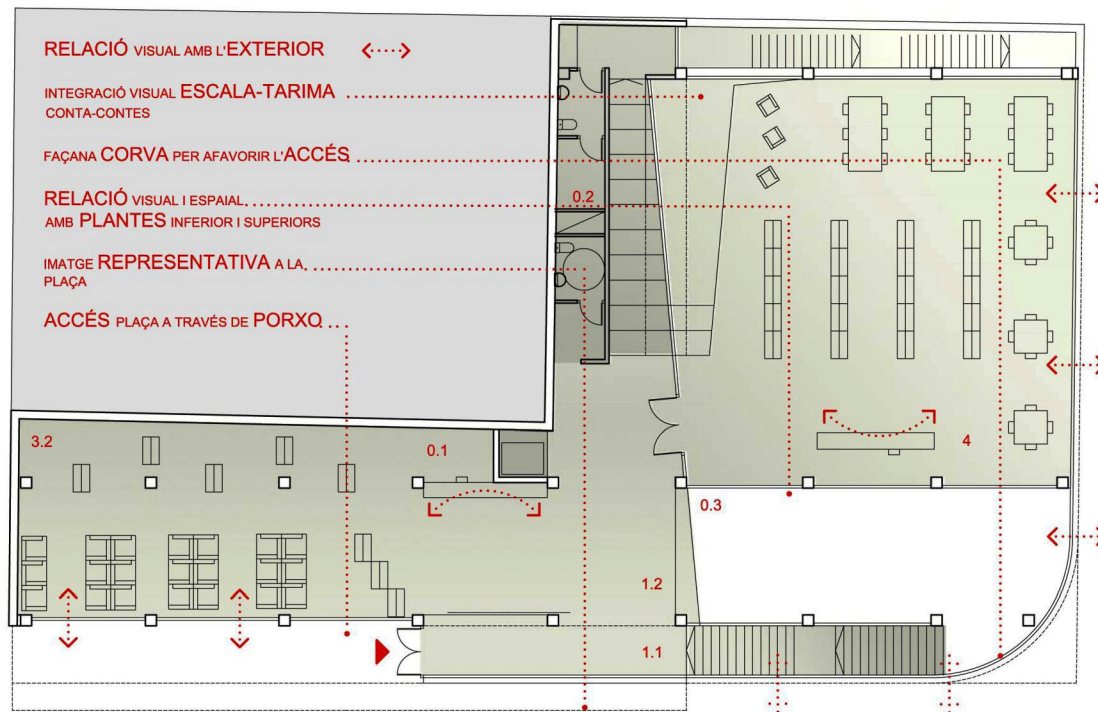 RELACIÓ VISUAL AMB L'EXTERIOR
INTEGRACIÓ VISUAL ESCALA-TARIMA
CONTA-CONTES
FAÇANA CORVA PER AFAVORIR L'ACCÉS
RELACIÓ VISUAL I ESPAIAL
AMB PLANTES INFERIOR I SUPERIORS
IMATGE REPRESENTATIVA A LA
PLAÇA
ACCÉS PLAÇA A TRAVÉS DE PORXO
0.2
3.2
0.1
4
0.3
1.2
1.1